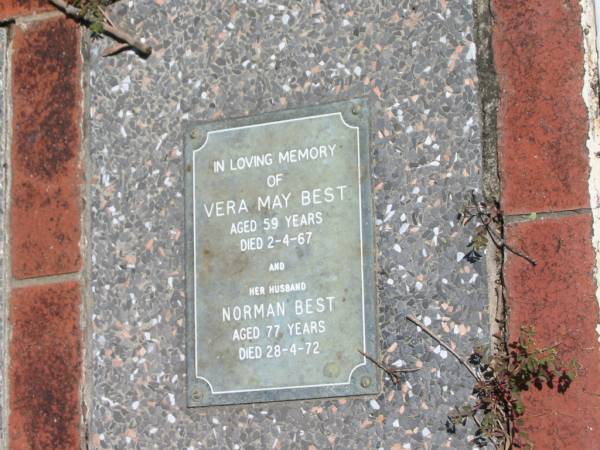 IN LOVING MEMORY
OF
VERA MAY BEST
AGED 59 YEARS
DIED 2-4-67
AND
HER HUSBAND
NORMAN BEST
AGED 77 YEARS
DIED 28-4-72